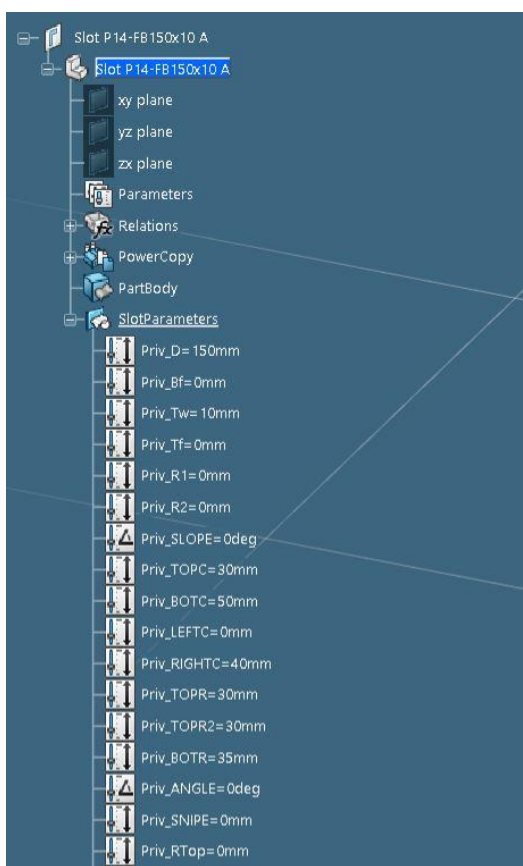 Slot P14-FB150x10 A
Slot P14-FB150x10 A
xy plane
yz plane
zx plane
Parameters
Relations
PowerCopy
PartBody
SlotParameters
Priv_D=150mm
Priv_Bf=0mm
Priv_Tw=10mm
Priv_Tf=0mm
Priv_R1=0mm
Priv_R2=0mm
Priv_SLOPE=0deg
Priv_TOPC=30mm
Priv_BOTC=50mm
Priv_LEFTC=0mm
Priv_RIGHTC=40mm
Priv_TOPR=30mm
Priv_TOPR2=30mm
Priv_BOTR=35mm
Priv_ANGLE=0deg
Priv_SNIPE=0mm
Priv_RTop=0mm